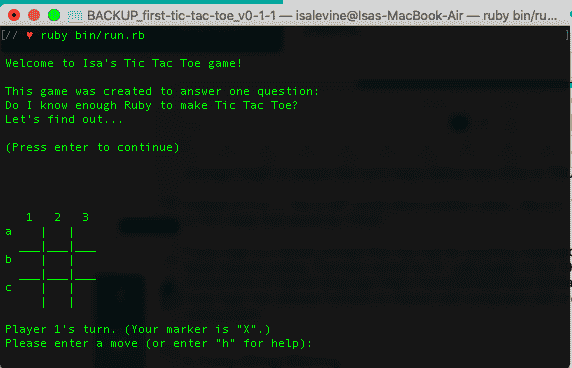 BACKUP_first-tic-tac-toe_v0-1-1 — isalevine@Isas-MacBook-Air — ruby bin/ru...
[// ♥ ruby bin/run.rb ]
Welcome to Isa's Tic Tac Toe game!
This game was created to answer one question:
Do I know enough Ruby to make Tic Tac Toe?
Let's find out...
(Press enter to continue)
1 2 3
a | |
___|___|___
b | |
___|___|___
c | |
| |
Player 1's turn. (Your marker is "X".)
Please enter a move (or enter "h" for help):